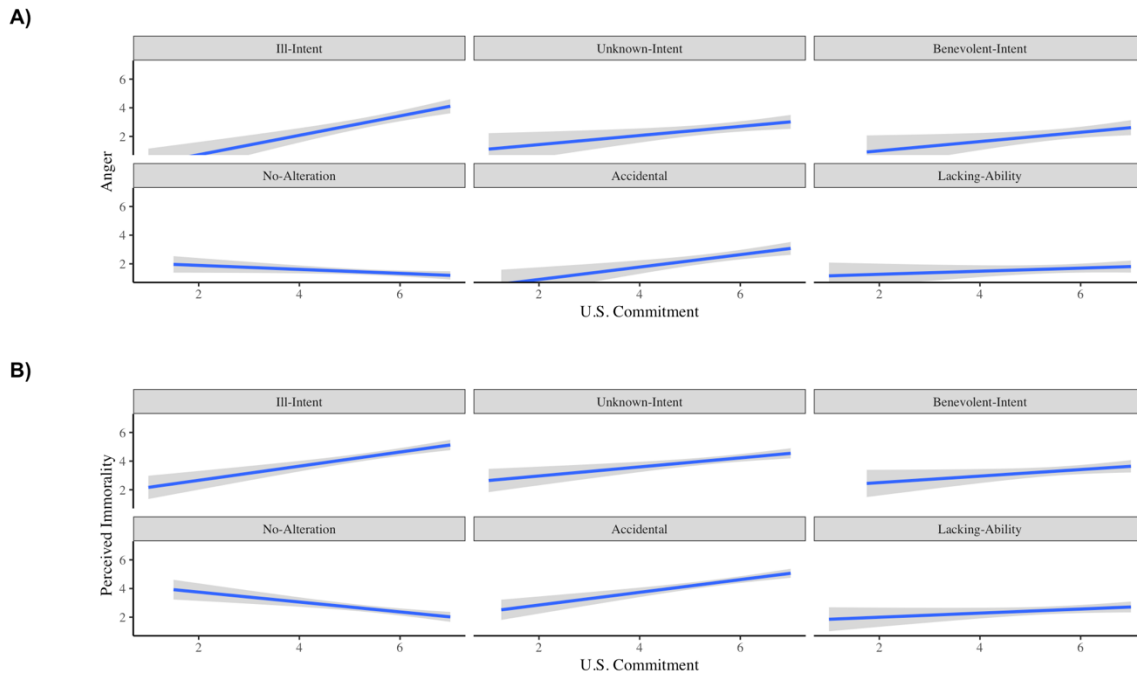 A)
Ill-Intent Unknown-Intent Benevolent-Intent
6
4
2
Anger
No-Alteration Accidental Lacking-Ability
6
4
2
2 4 6 2 4 6 2 4 6
U.S. Commitment
B)
Ill-Intent Unknown-Intent Benevolent-Intent
6
4
2
Perceived Immorality
No-Alteration Accidental Lacking-Ability
6
4
2
2 4 6 2 4 6 2 4 6
U.S. Commitment